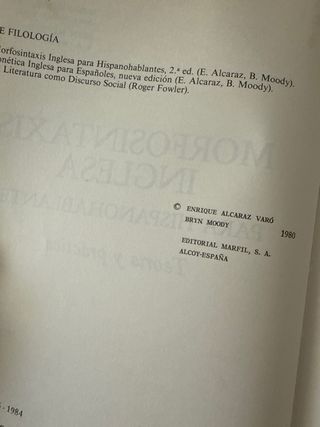 E FILOLOGÍA
orfosintaxis Inglesa para Hispanohablantes, 2.ª ed. (E. Alcaraz, B. Moody).
onética Inglesa para Españoles, nueva edición (E. Alcaraz, B. Moody).
Literatura como Discurso Social (Roger Fowler).
© ENRIQUE ALCARAZ VARÓ
BRYN MOODY
1980
EDITORIAL MARFIL, S. A.
ALCOY-ESPAÑA
- 1984